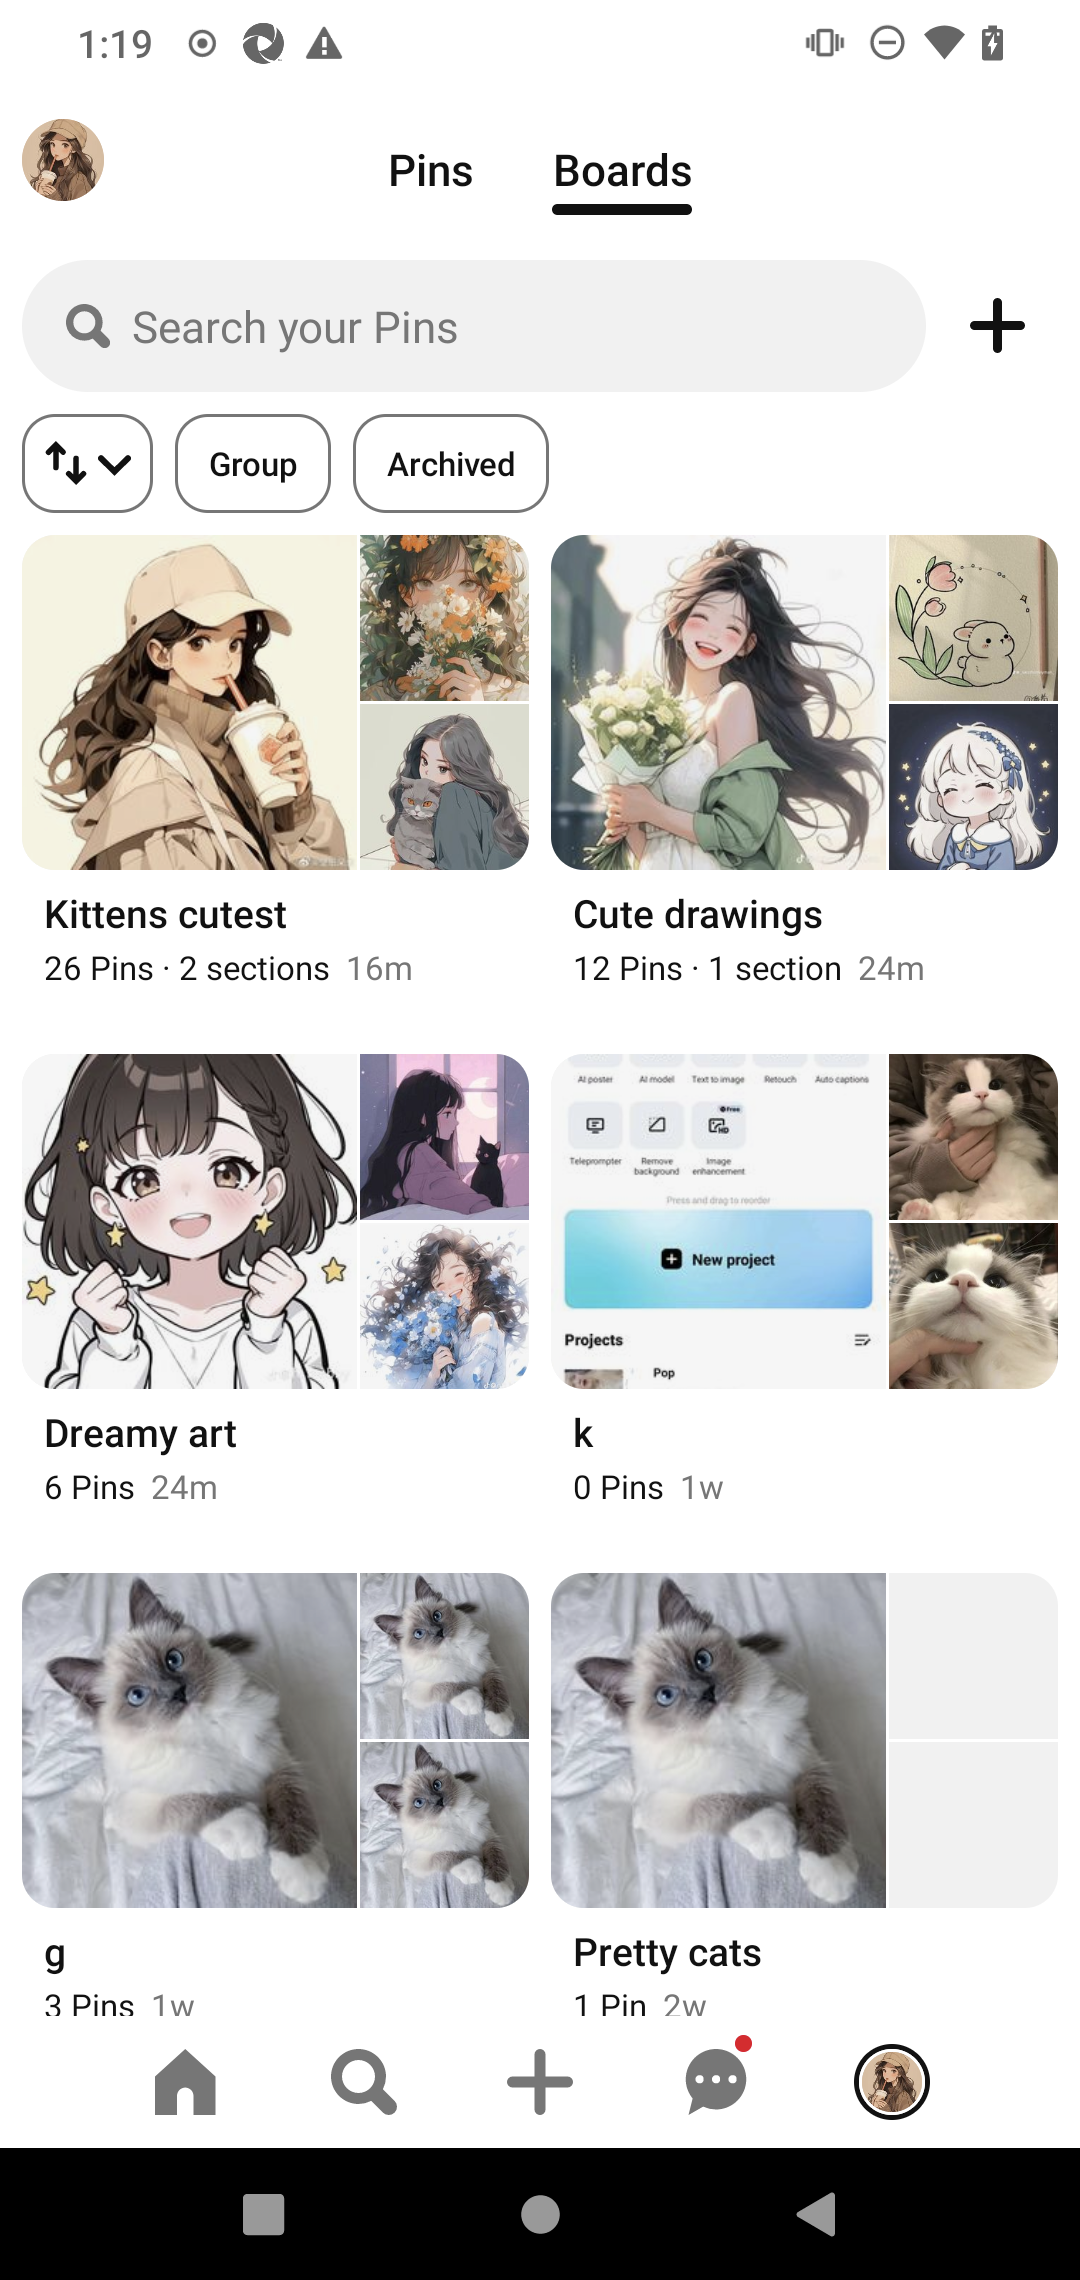 1:19
Pins Boards
Search your Pins
Group Archived
Kittens cutest
26 Pins · 2 sections 16m
Cute drawings
12 Pins · 1 section 24m
AI poster AI model Text to image Retouch Auto captions
Free
HD
Teleprompter Remove background Image enhancement
Press and drag to reorder
New project
Projects
Pop
Dreamy art
6 Pins 24m
k
0 Pins 1w
g
3 Pins 1w
Pretty cats
1 Pin 2w